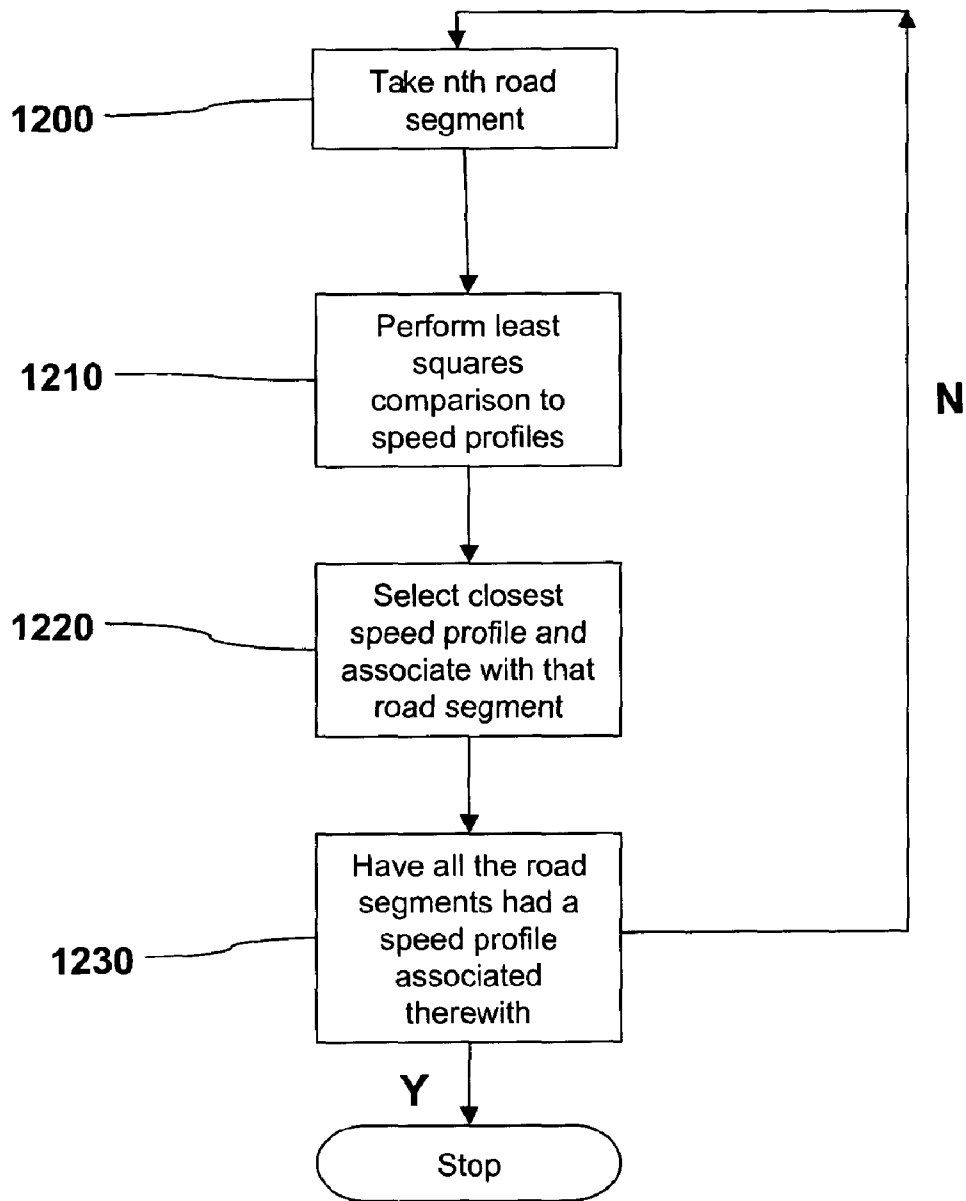 Take nth road
segment
1200
Perform least
squares
comparison to
speed profiles
1210
N
Select closest
speed profile and
associate with that
road segment
1220
Have all the road
segments had a
speed profile
associated
therewith
1230
Y
Stop